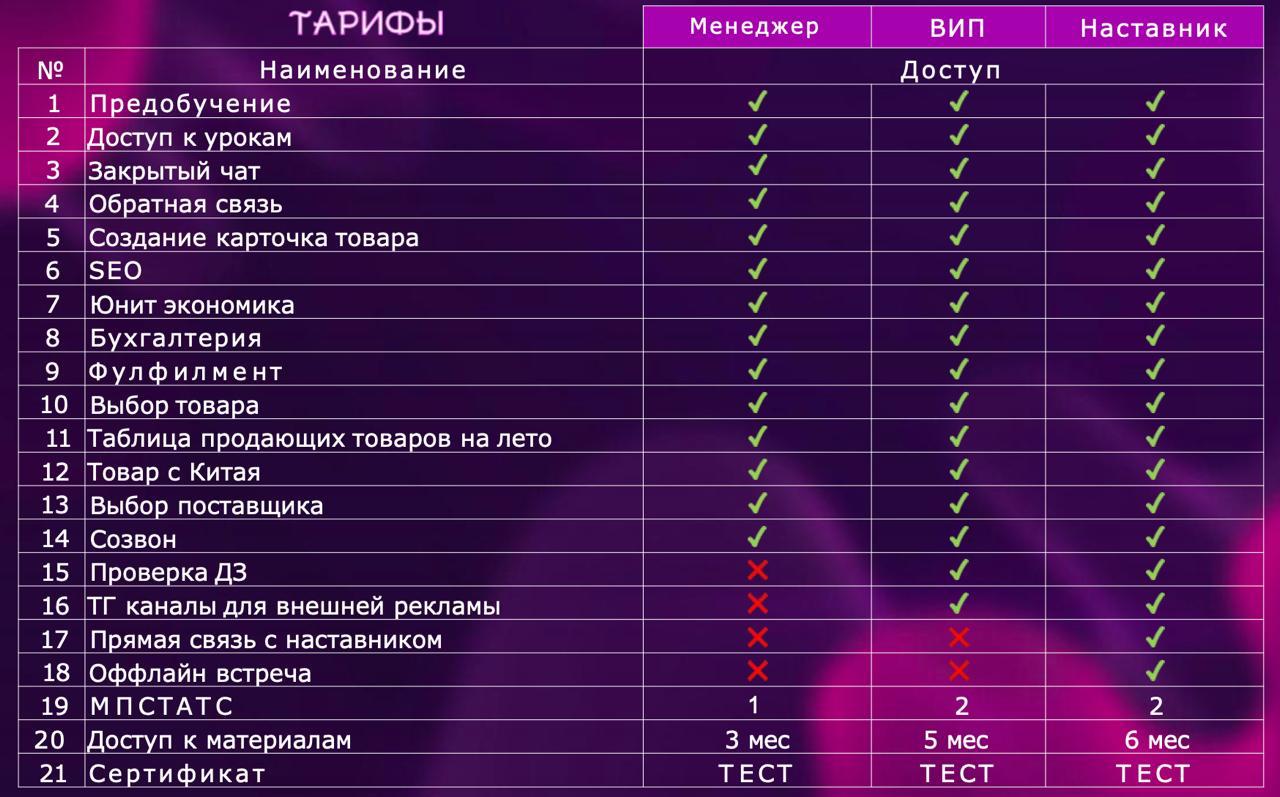 ТАРИФЫ Менеджер ВИП Наставник
№ Наименование Доступ
1 Предобучение ✓ ✓ ✓
2 Доступ к урокам ✓ ✓ ✓
3 Закрытый чат ✓ ✓ ✓
4 Обратная связь ✓ ✓ ✓
5 Создание карточка товара ✓ ✓ ✓
6 SEO ✓ ✓ ✓
7 Юнит экономика ✓ ✓ ✓
8 Бухгалтерия ✓ ✓ ✓
9 Фулфилмент ✓ ✓ ✓
10 Выбор товара ✓ ✓ ✓
11 Таблица продающих товаров на лето ✓ ✓ ✓
12 Товар с Китая ✓ ✓ ✓
13 Выбор поставщика ✓ ✓ ✓
14 Созвон ✓ ✓ ✓
15 Проверка ДЗ ✕ ✓ ✓
16 ТГ каналы для внешней рекламы ✕ ✓ ✓
17 Прямая связь с наставником ✕ ✕ ✓
18 Оффлайн встреча ✕ ✕ ✓
19 МПСТАТС 1 2 2
20 Доступ к материалам 3 мес 5 мес 6 мес
21 Сертификат ТЕСТ ТЕСТ ТЕСТ